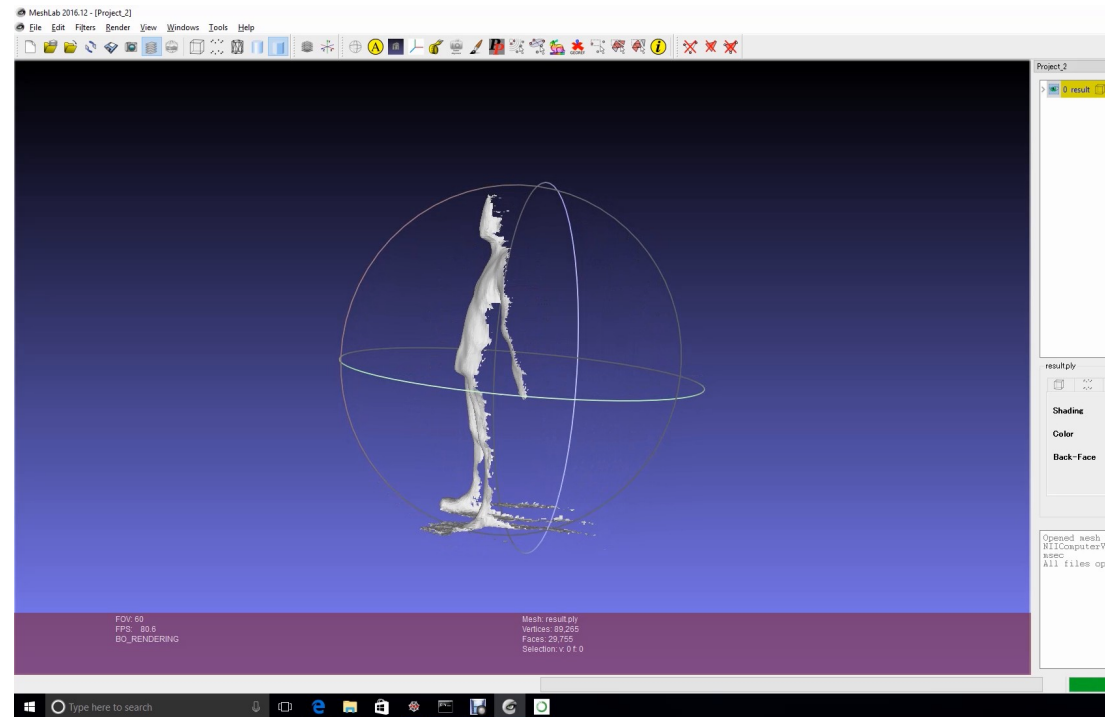 MeshLab 2016.12 - [Project_2]
File Edit Filters Render View Windows Tools Help
Project_2
0 result
result.ply
Shading
Color
Back-Face
Opened mesh
NIIComputerV
msec
All files op
FOV: 60
FPS: 80.6
BO_RENDERING
Mesh: result.ply
Vertices: 89,265
Faces: 29,755
Selection: v: 0 f: 0
Type here to search